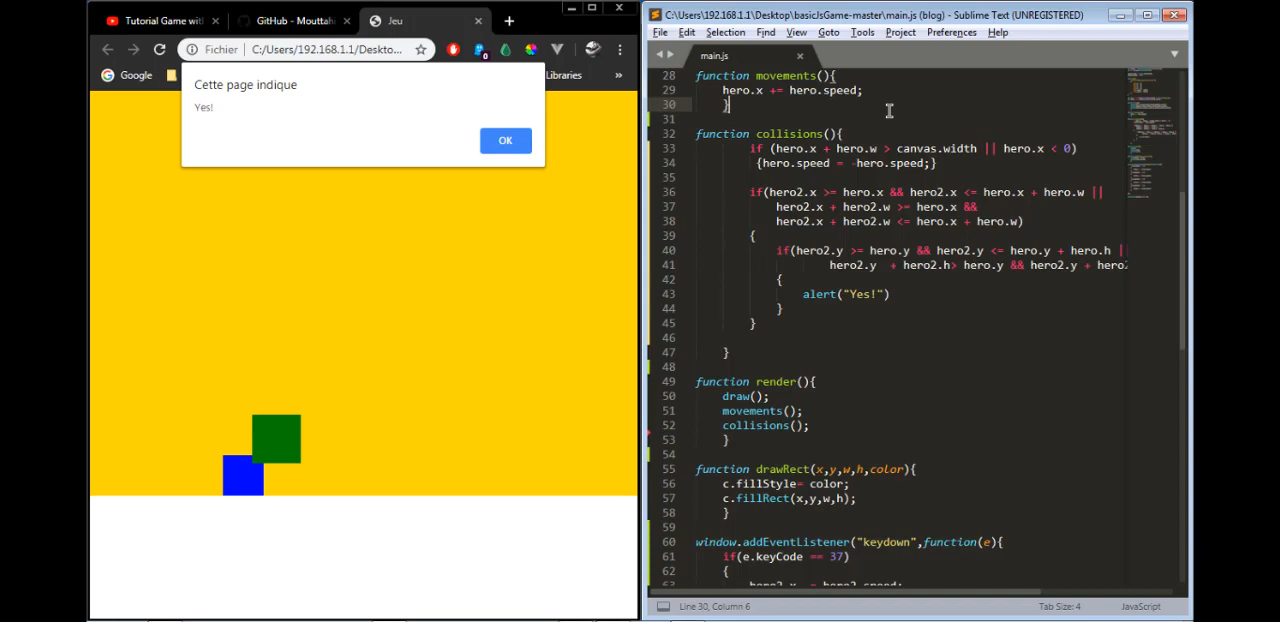 Tutorial Game wit
GitHub - Mouttah
Jeu
Fichier
C:/Users/192.168.1.1/Deskto...
0
Google
Libraries
»
Cette page indique
Yes!
OK
C:\Users\192.168.1.1\Desktop\basicJsGame-master\main.js (blog) - Sublime Text (UNREGISTERED)
File Edit Selection Find View Goto Tools Project Preferences Help
main.js
28 function movements(){
29 hero.x += hero.speed;
30 }
31
32 function collisions(){
33 if (hero.x + hero.w > canvas.width || hero.x < 0)
34 {hero.speed = -hero.speed;}
35
36 if(hero2.x >= hero.x && hero2.x <= hero.x + hero.w ||
37 hero2.x + hero2.w >= hero.x &&
38 hero2.x + hero2.w <= hero.x + hero.w)
39 {
40 if(hero2.y >= hero.y && hero2.y <= hero.y + hero.h ||
41 hero2.y + hero2.h> hero.y && hero2.y + hero2
42 {
43 alert("Yes!")
44 }
45 }
46
47 }
48
49 function render(){
50 draw();
51 movements();
52 collisions();
53 }
54
55 function drawRect(x,y,w,h,color){
56 c.fillStyle= color;
57 c.fillRect(x,y,w,h);
58 }
59
60 window.addEventListener("keydown",function(e){
61 if(e.keyCode == 37)
62 {
63
Line 30, Column 6
Tab Size: 4
JavaScript